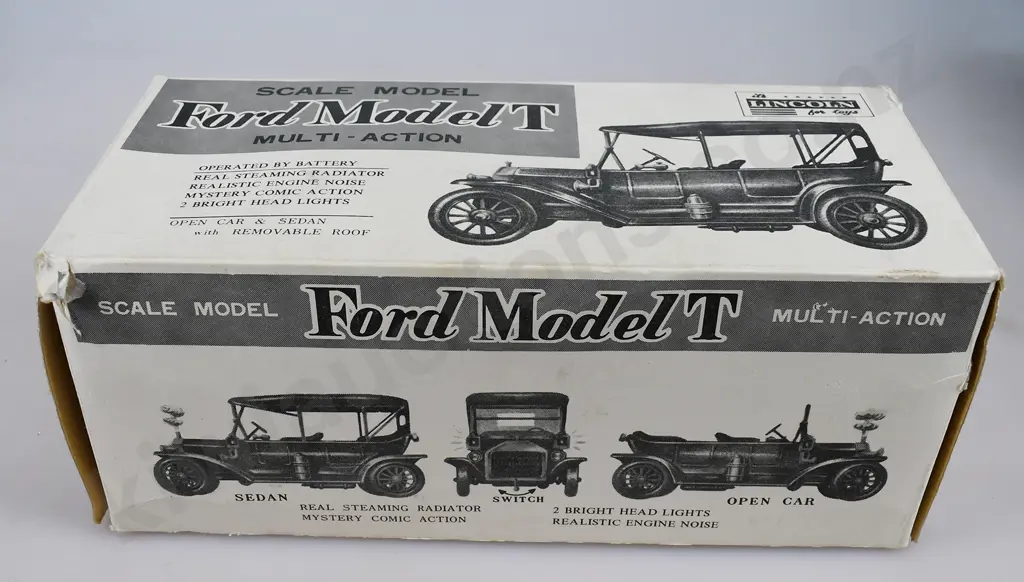 SCALE MODEL
Ford Model T
MULTI-ACTION
OPERATED BY BATTERY
REAL STEAMING RADIATOR
REALISTIC ENGINE NOISE
MYSTERY COMIC ACTION
2 BRIGHT HEAD LIGHTS
OPEN CAR & SEDAN
with REMOVABLE ROOF
LINCOLN
for toys
SCALE MODEL
Ford Model T
MULTI-ACTION
SEDAN
SWITCH
OPEN CAR
REAL STEAMING RADIATOR
MYSTERY COMIC ACTION
2 BRIGHT HEAD LIGHTS
REALISTIC ENGINE NOISE